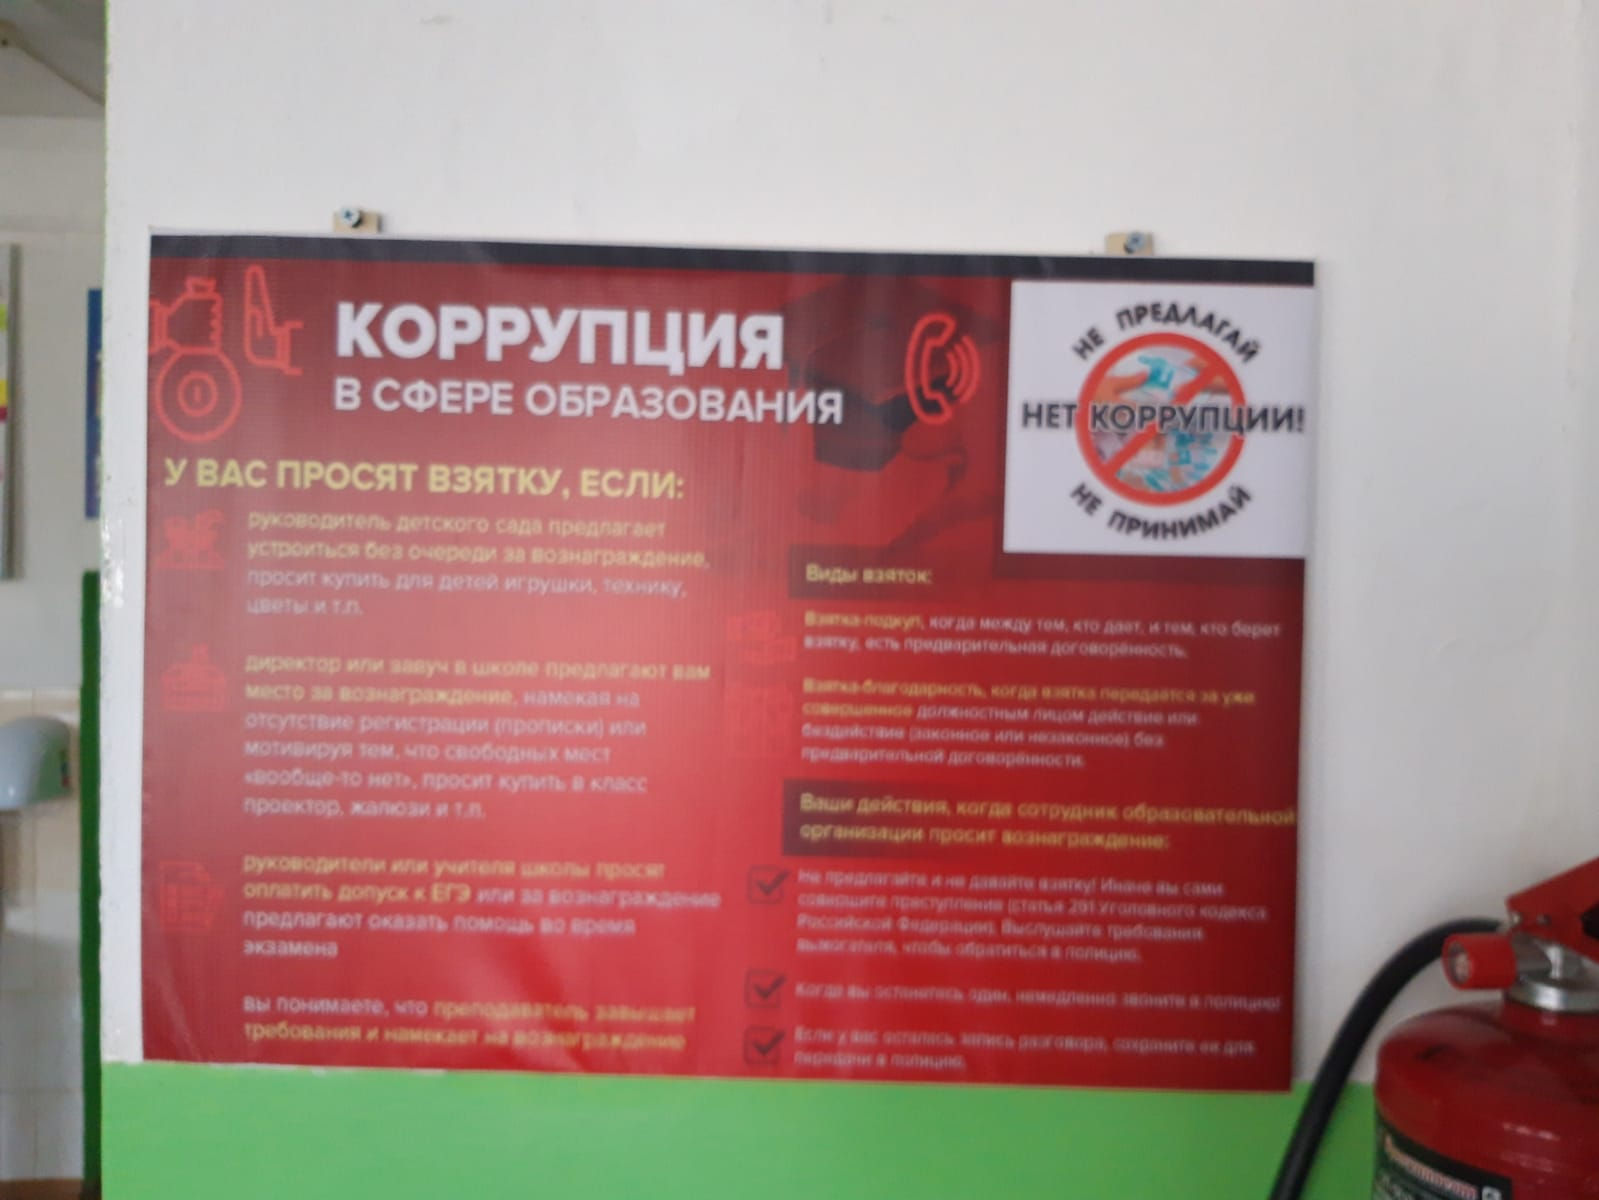 КОРРУПЦИЯ
В СФЕРЕ ОБРАЗОВАНИЯ
У ВАС ПРОСЯТ ВЗЯТКУ, ЕСЛИ:
руководитель детского сада предлагает
устроиться без очереди за вознаграждение,
просит купить для детей игрушки, технику,
цветы и т.п.
директор или завуч в школе предлагают вам
место за вознаграждение, намекая на
отсутствие регистрации (прописки) или
мотивируя тем, что свободных мест
«вообще-то нет», просит купить в класс
проектор, жалюзи и т.п.
руководители или учителя школы просят
оплатить допуск к ЕГЭ или за вознаграждение
предлагают оказать помощь во время
экзамена
вы понимаете, что преподаватель завышает
требования и намекает на вознаграждение
НЕ ПРЕДЛАГАЙ
НЕТ КОРРУПЦИИ!
НЕ ПРИНИМАЙ
Виды взяток:
Взятка-подкуп, когда между тем, кто дает, и тем, кто берет
взятку, есть предварительная договорённость.
Взятка-благодарность, когда взятка передается за уже
совершенное должностным лицом действие или
бездействие (законное или незаконное) без
предварительной договорённости.
Ваши действия, когда сотрудник образовательной
организации просит вознаграждение:
Не предлагайте и не давайте взятку! Иначе вы сами
совершите преступление (статья 291 Уголовного кодекса
Российской Федерации). Выслушайте требования
вымогателя, чтобы обратиться в полицию.
Когда вы останетесь один, немедленно звоните в полицию!
Если у вас осталась запись разговора, сохраните ее для
передачи в полицию.